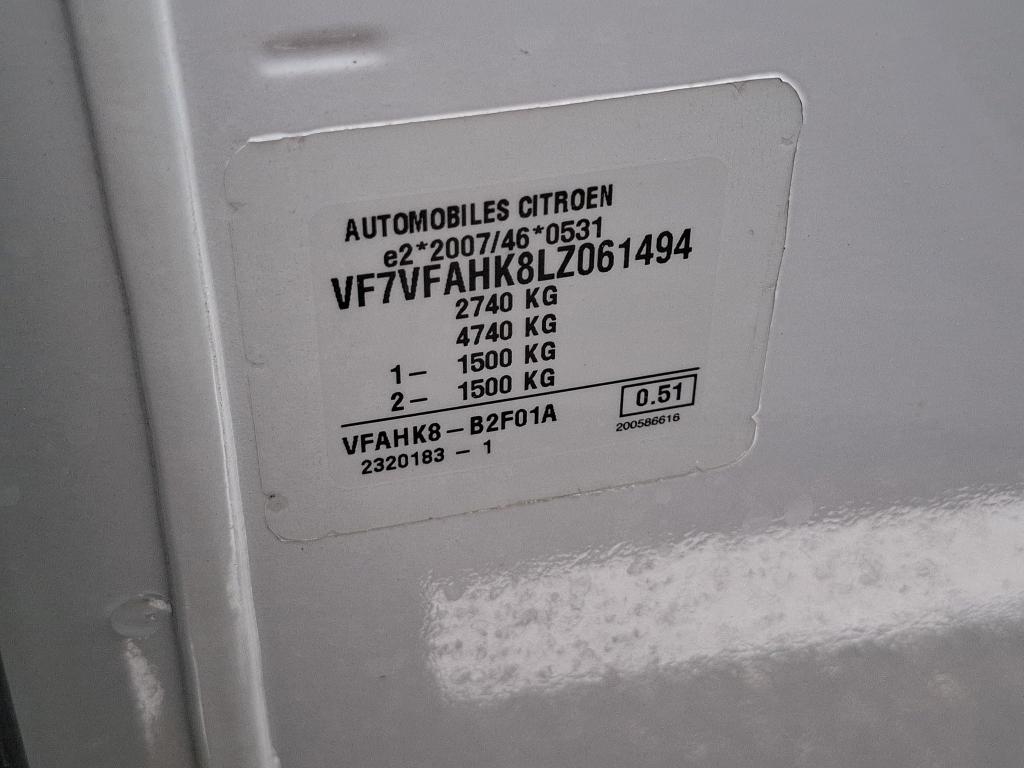 AUTOMOBILES CITROEN
e2*2007/46*0531
VF7VFAHK8LZ061494
2740 KG
4740 KG
1- 1500 KG
2- 1500 KG
VFAHK8-B2F01A 0.51
2320183 - 1 200586616